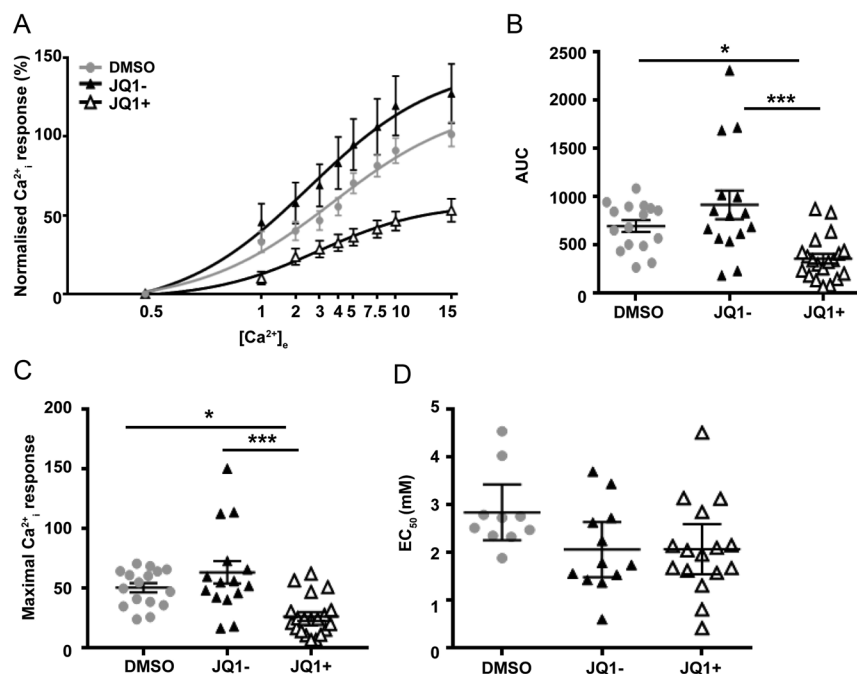 A
Normalised Ca²⁺ᵢ response (%)
150
100
50
0
DMSO
JQ1-
JQ1+
0.5 1 2 3 4 5 7.5 10 15
[Ca²⁺]ₑ
B
AUC
2500
2000
1500
1000
500
0
*
***
DMSO JQ1- JQ1+
C
Maximal Ca²⁺ᵢ response
200
150
100
50
0
*
***
DMSO JQ1- JQ1+
D
EC₅₀ (mM)
5
4
3
2
1
0
DMSO JQ1- JQ1+